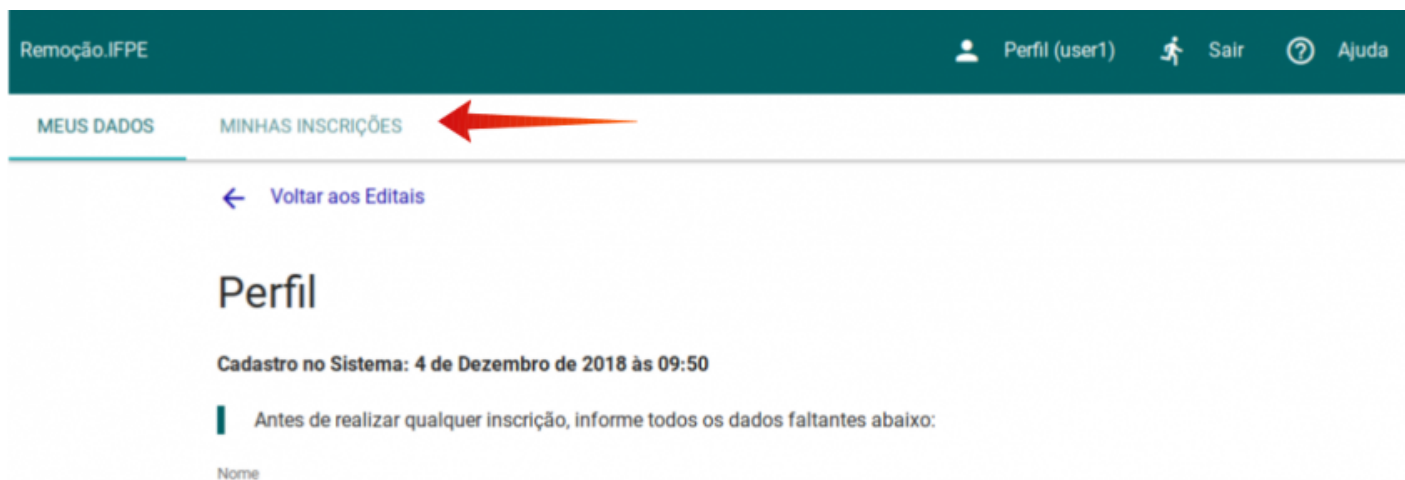 Remoção.IFPE Perfil (user1) Sair Ajuda
MEUS DADOS MINHAS INSCRIÇÕES
Voltar aos Editais
Perfil
Cadastro no Sistema: 4 de Dezembro de 2018 às 09:50
Antes de realizar qualquer inscrição, informe todos os dados faltantes abaixo:
Nome